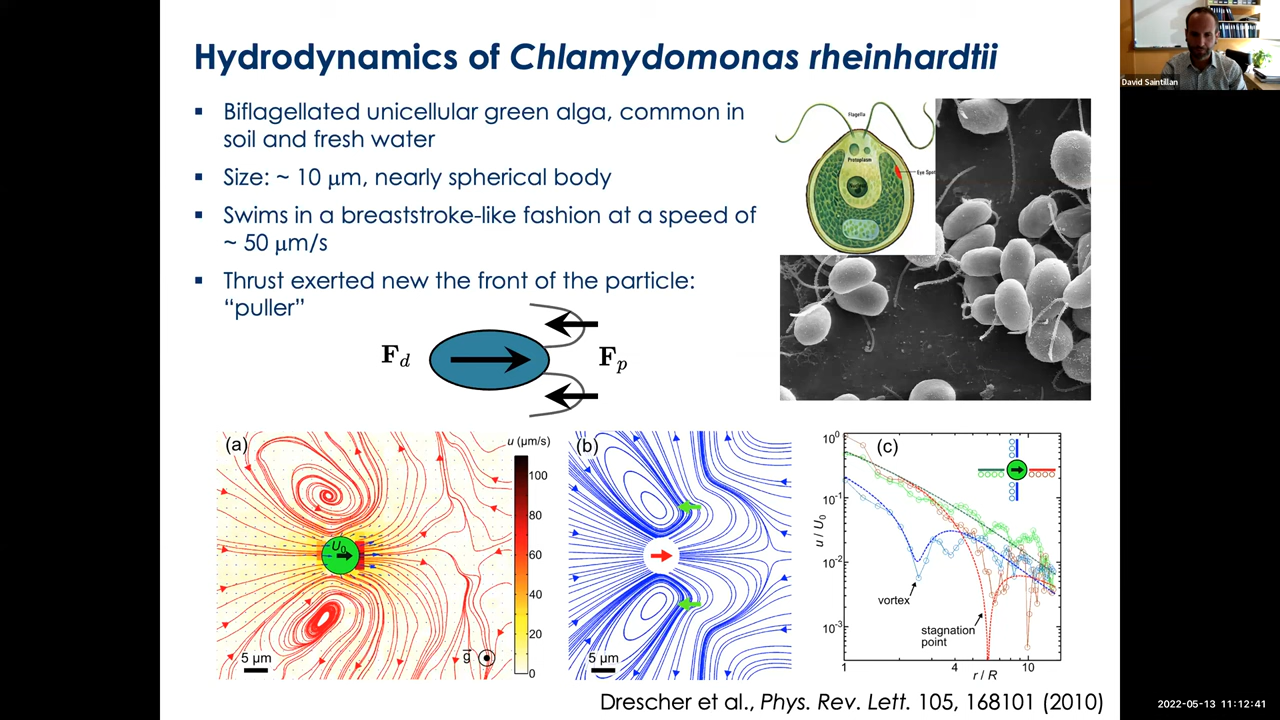 Hydrodynamics of Chlamydomonas rheinhardtii
David Saintillan
▪ Biflagellated unicellular green alga, common in
soil and fresh water
▪ Size: ~ 10 μm, nearly spherical body
▪ Swims in a breaststroke-like fashion at a speed of
~ 50 μm/s
▪ Thrust exerted new the front of the particle:
"puller"
Flagella
Protoplasm
Eye Spot
F_d
F_p
(a)
u (μm/s)
100
80
60
40
20
0
U_0
5 μm
g
(b)
5 μm
(c)
10^0
10^-1
10^-2
10^-3
u / U_0
vortex
stagnation
point
1
4
10
r / R
Drescher et al., Phys. Rev. Lett. 105, 168101 (2010)
2022-05-13 11:12:41